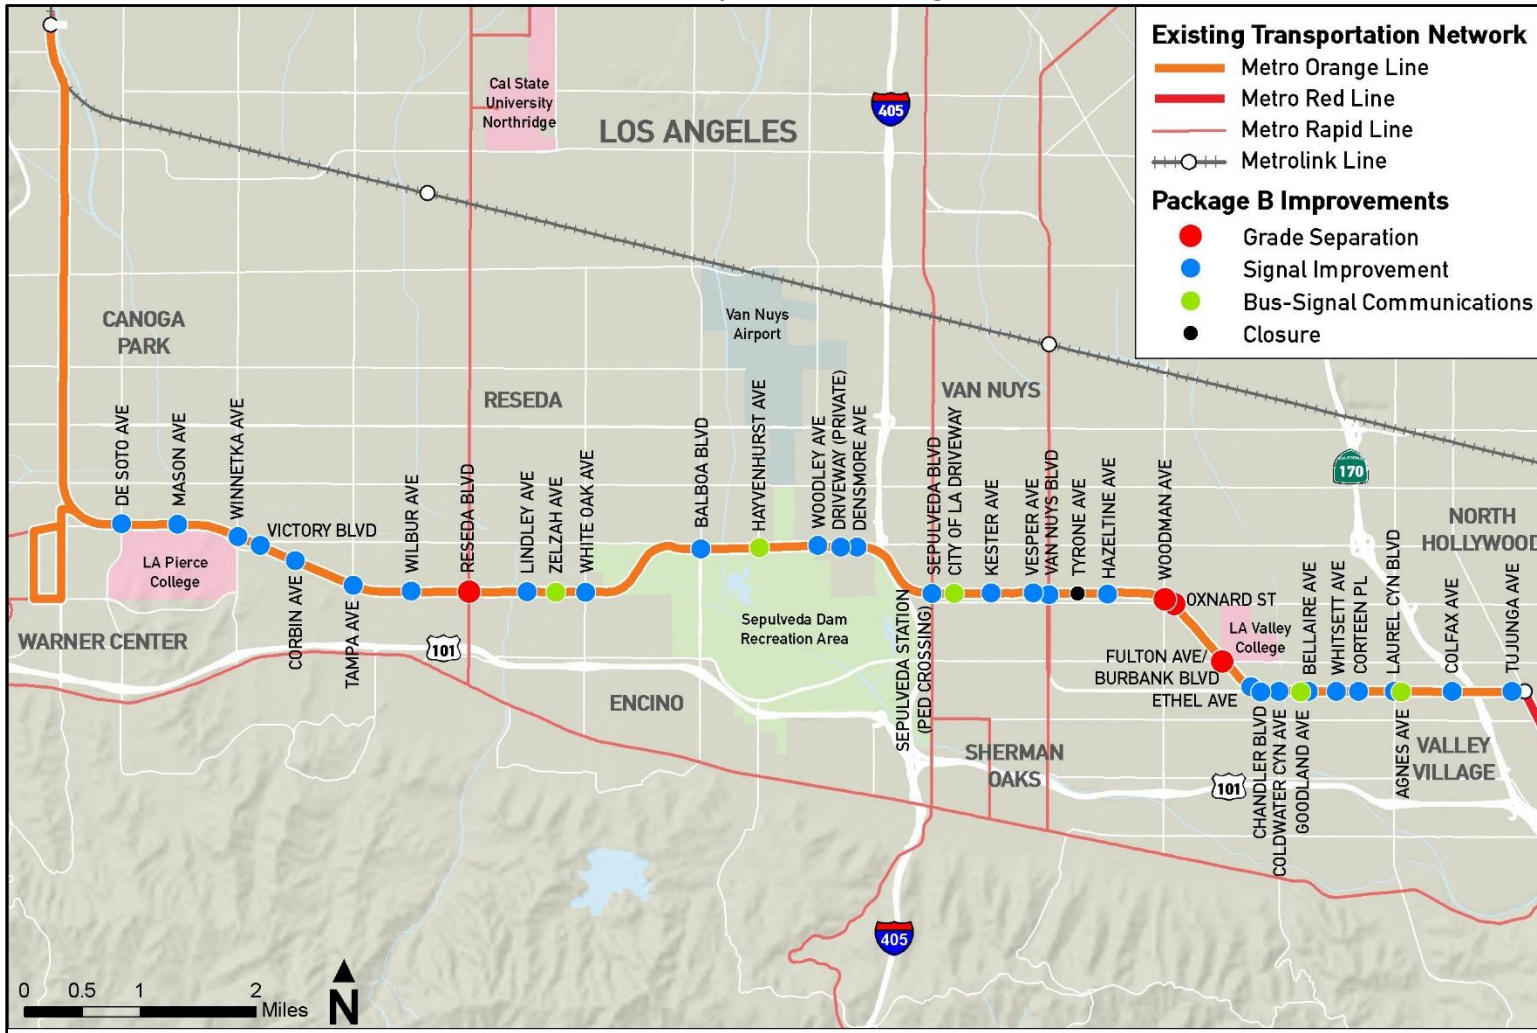 Existing Transportation Network
Metro Orange Line
Metro Red Line
Metro Rapid Line
Metrolink Line
Package B Improvements
Grade Separation
Signal Improvement
Bus-Signal Communications
Closure
Cal State
University
Northridge
LOS ANGELES
405
CANOGA
PARK
Van Nuys
Airport
RESEDA
VAN NUYS
170
NORTH
HOLLYWOOD
DE SOTO AVE
MASON AVE
WINNETKA AVE
VICTORY BLVD
CORBIN AVE
TAMPA AVE
WILBUR AVE
RESEDA BLVD
LINDLEY AVE
ZELZAH AVE
WHITE OAK AVE
BALBOA BLVD
HAYVENHURST AVE
WOODLEY AVE
DRIVEWAY (PRIVATE)
DENSMORE AVE
SEPULVEDA STATION
(PED CROSSING)
SEPULVEDA BLVD
CITY OF LA DRIVEWAY
KESTER AVE
VESPER AVE
VAN NUYS BLVD
TYRONE AVE
HAZELTINE AVE
WOODMAN AVE
OXNARD ST
LA Valley
College
FULTON AVE/
BURBANK BLVD
ETHEL AVE
CHANDLER BLVD
COLDWATER CYN AVE
GOODLAND AVE
BELLAIRE AVE
WHITSETT AVE
CORTEEN PL
LAUREL CYN BLVD
AGNES AVE
COLFAX AVE
TUJUNGA AVE
LA Pierce
College
WARNER CENTER
101
Sepulveda Dam
Recreation Area
ENCINO
SHERMAN
OAKS
101
VALLEY
VILLAGE
405
0 0.5 1 2
Miles
N